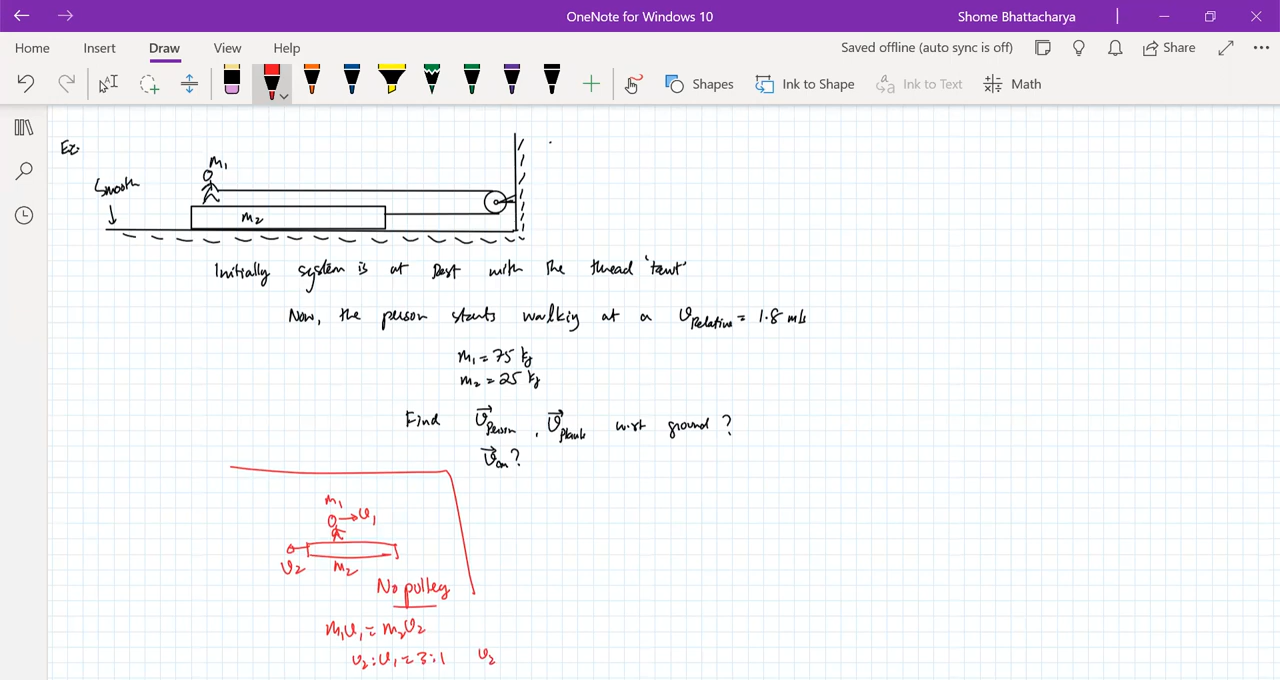 OneNote for Windows 10
Shome Bhattacharya
Home Insert Draw View Help
Saved offline (auto sync is off)
Share
Shapes
Ink to Shape
Ink to Text
Math
Ex:
m₁
Smooth
m₂
Initially system is at rest with the thread 'taut'
Now, the person starts walking at a v_Relative = 1.8 m/s
m₁ = 75 kg
m₂ = 25 kg
Find v⃗_Person, v⃗_Plank w.r.t ground?
v⃗_cm?
m₁
v₁
v₂
m₂
No pulley
m₁v₁ = m₂v₂
v₂ : v₁ = 3 : 1 v₂